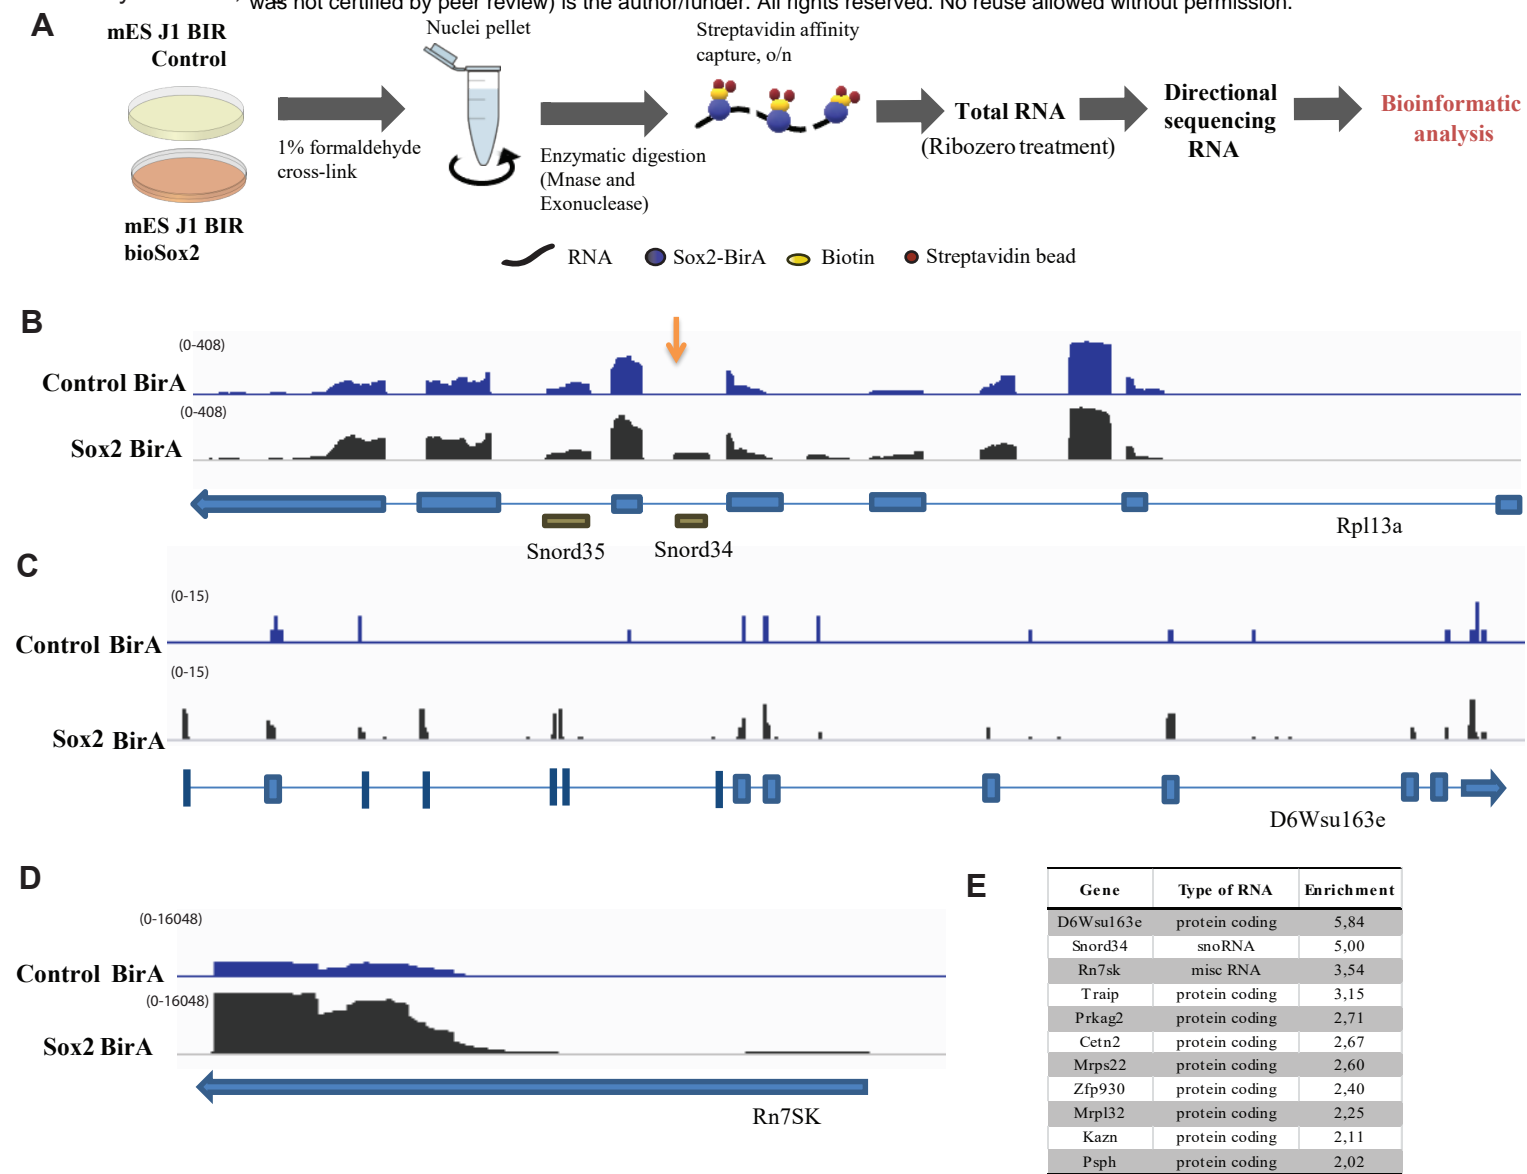 was not certified by peer review) is the author/funder. All rights reserved. No reuse allowed without permission.
A
mES J1 BIR
Control
mES J1 BIR
bioSox2
1% formaldehyde
cross-link
Nuclei pellet
Enzymatic digestion
(Mnase and
Exonuclease)
Streptavidin affinity
capture, o/n
Total RNA
(Ribozero treatment)
Directional
sequencing
RNA
Bioinformatic
analysis
RNA
Sox2-BirA
Biotin
Streptavidin bead
B
(0-408)
Control BirA
(0-408)
Sox2 BirA
Snord35
Snord34
Rpl13a
C
(0-15)
Control BirA
(0-15)
Sox2 BirA
D6Wsu163e
D
(0-16048)
Control BirA
(0-16048)
Sox2 BirA
Rn7SK
E
Gene Type of RNA Enrichment
D6Wsu163e protein coding 5,84
Snord34 snoRNA 5,00
Rn7sk misc RNA 3,54
Traip protein coding 3,15
Prkag2 protein coding 2,71
Cetn2 protein coding 2,67
Mrps22 protein coding 2,60
Zfp930 protein coding 2,40
Mrpl32 protein coding 2,25
Kazn protein coding 2,11
Psph protein coding 2,02